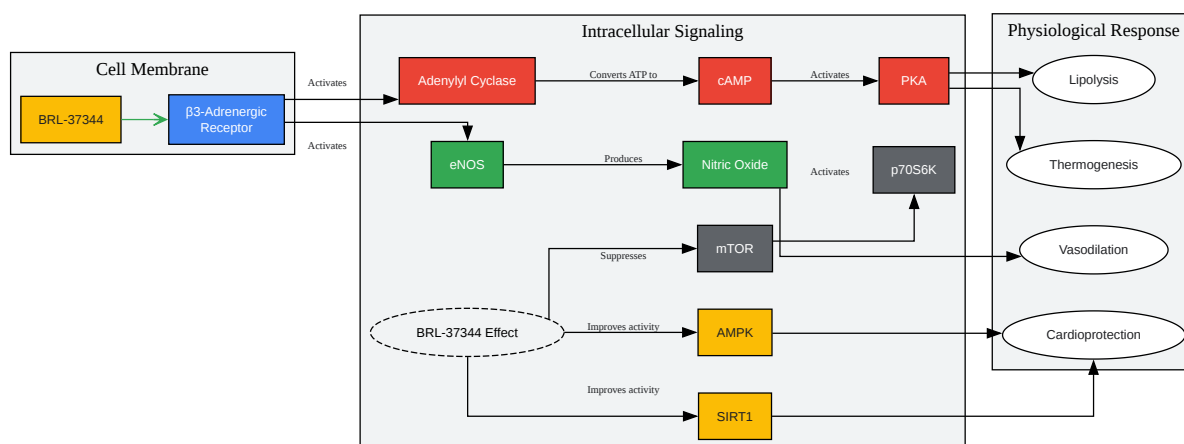 Cell Membrane
BRL-37344
β3-Adrenergic
Receptor
Activates
Activates
Intracellular Signaling
Adenylyl Cyclase
Converts ATP to
cAMP
Activates
PKA
eNOS
Produces
Nitric Oxide
Activates
p70S6K
Suppresses
mTOR
BRL-37344 Effect
Improves activity
AMPK
Improves activity
SIRT1
Physiological Response
Lipolysis
Thermogenesis
Vasodilation
Cardioprotection